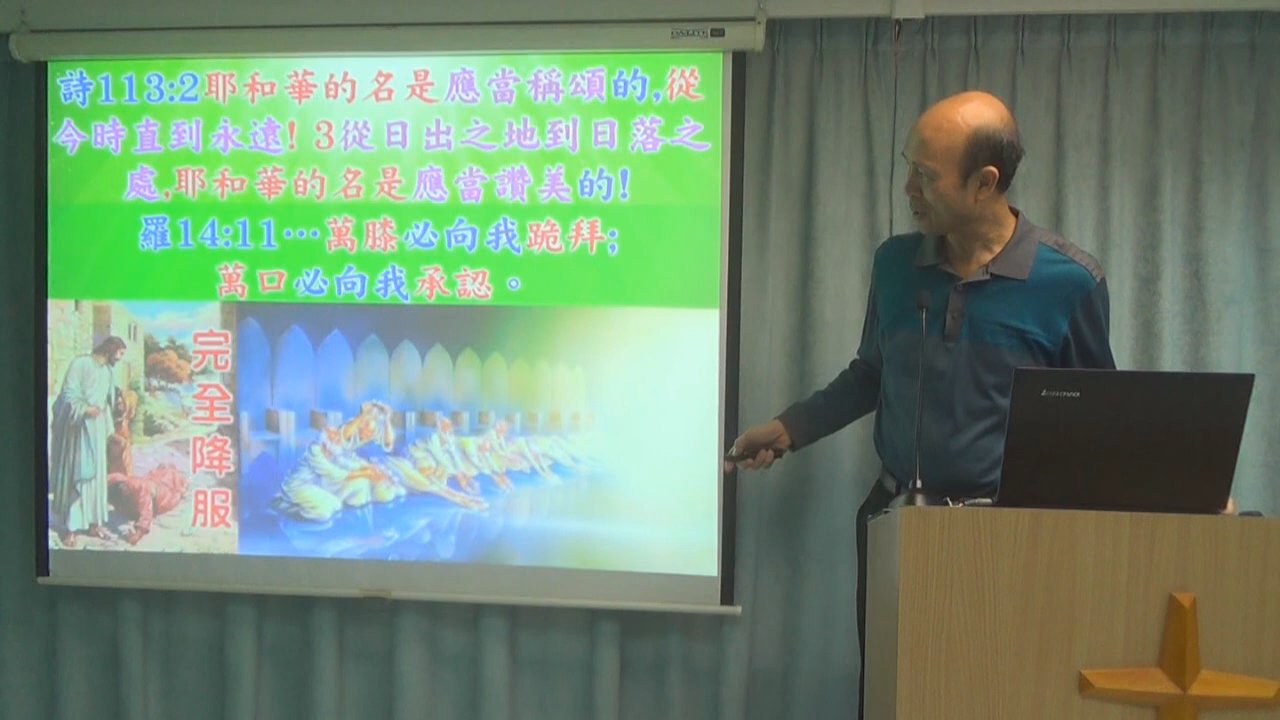 詩113:2耶和華的名是應當稱頌的,從
今時直到永遠! 3從日出之地到日落之
處,耶和華的名是應當讚美的!
羅14:11…萬膝必向我跪拜;
萬口必向我承認。
完全降服
lenovo